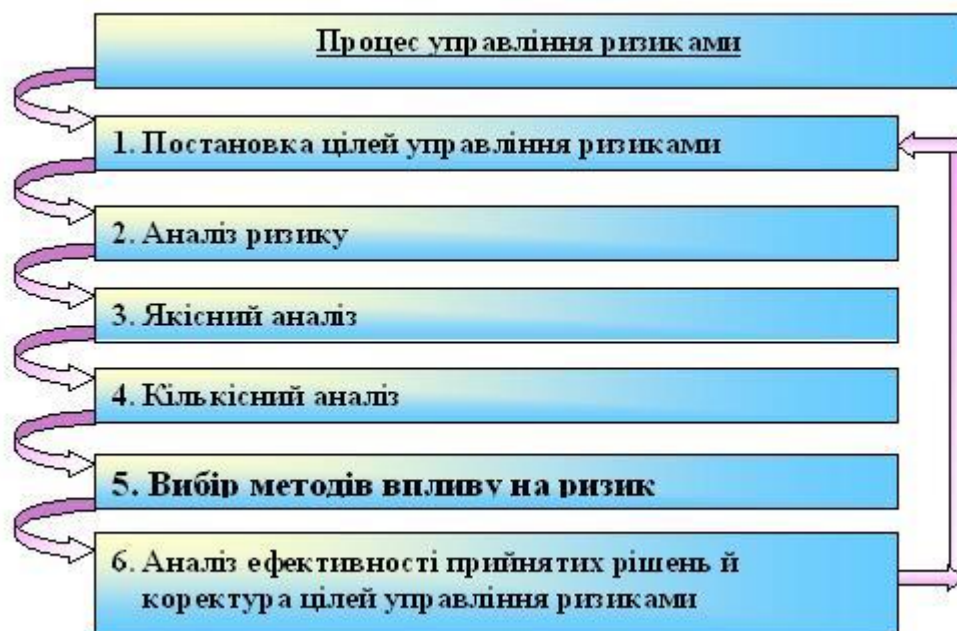 Процес управління ризиками
1. Постановка цілей управління ризиками
2. Аналіз ризику
3. Якісний аналіз
4. Кількісний аналіз
5. Вибір методів впливу на ризик
6. Аналіз ефективності прийнятих рішень й
коректура цілей управління ризиками